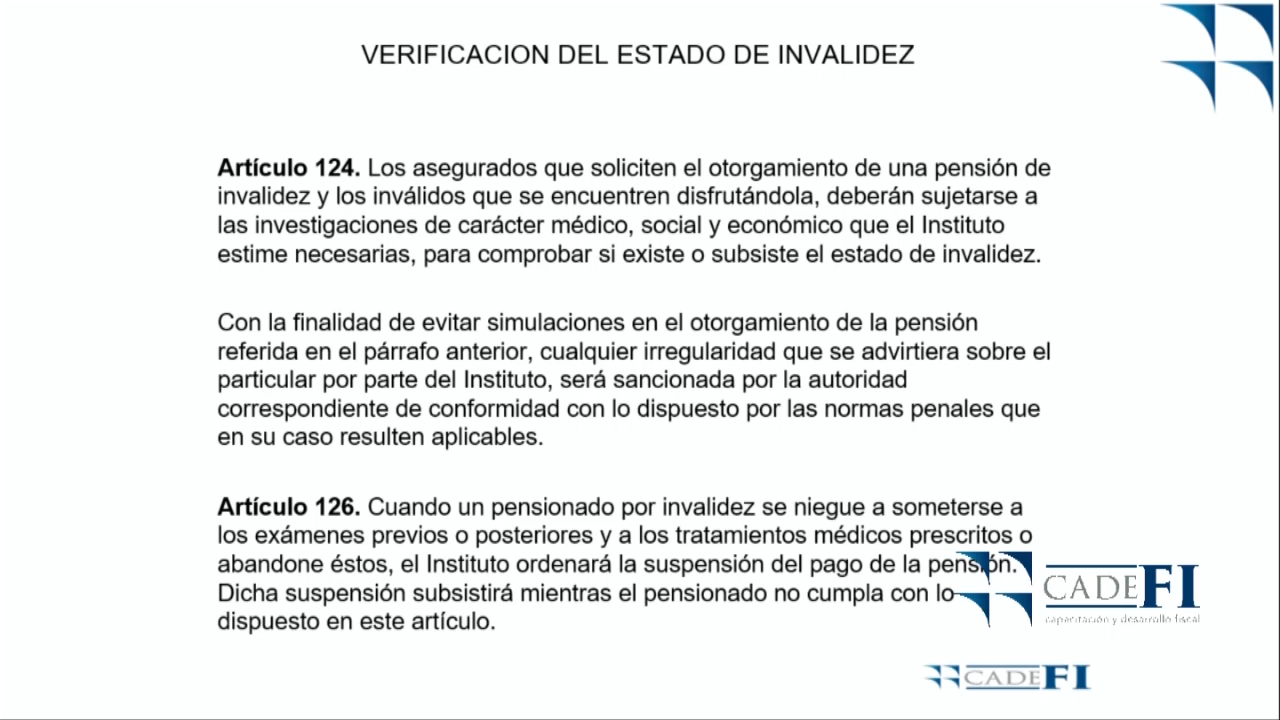 VERIFICACION DEL ESTADO DE INVALIDEZ
Artículo 124. Los asegurados que soliciten el otorgamiento de una pensión de
invalidez y los inválidos que se encuentren disfrutándola, deberán sujetarse a
las investigaciones de carácter médico, social y económico que el Instituto
estime necesarias, para comprobar si existe o subsiste el estado de invalidez.
Con la finalidad de evitar simulaciones en el otorgamiento de la pensión
referida en el párrafo anterior, cualquier irregularidad que se advirtiera sobre el
particular por parte del Instituto, será sancionada por la autoridad
correspondiente de conformidad con lo dispuesto por las normas penales que
en su caso resulten aplicables.
Artículo 126. Cuando un pensionado por invalidez se niegue a someterse a
los exámenes previos o posteriores y a los tratamientos médicos prescritos o
abandone éstos, el Instituto ordenará la suspensión del pago de la pensión.
Dicha suspensión subsistirá mientras el pensionado no cumpla con lo
dispuesto en este artículo.
CADEFI
capacitación y desarrollo fiscal
CADEFI